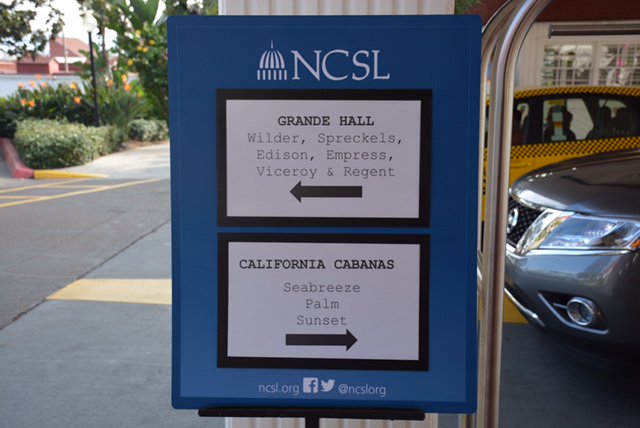 NCSL
GRANDE HALL
Wilder, Spreckels,
Edison, Empress,
Viceroy & Regent
CALIFORNIA CABANAS
Seabreeze
Palm
Sunset
ncsl.org @ncslorg